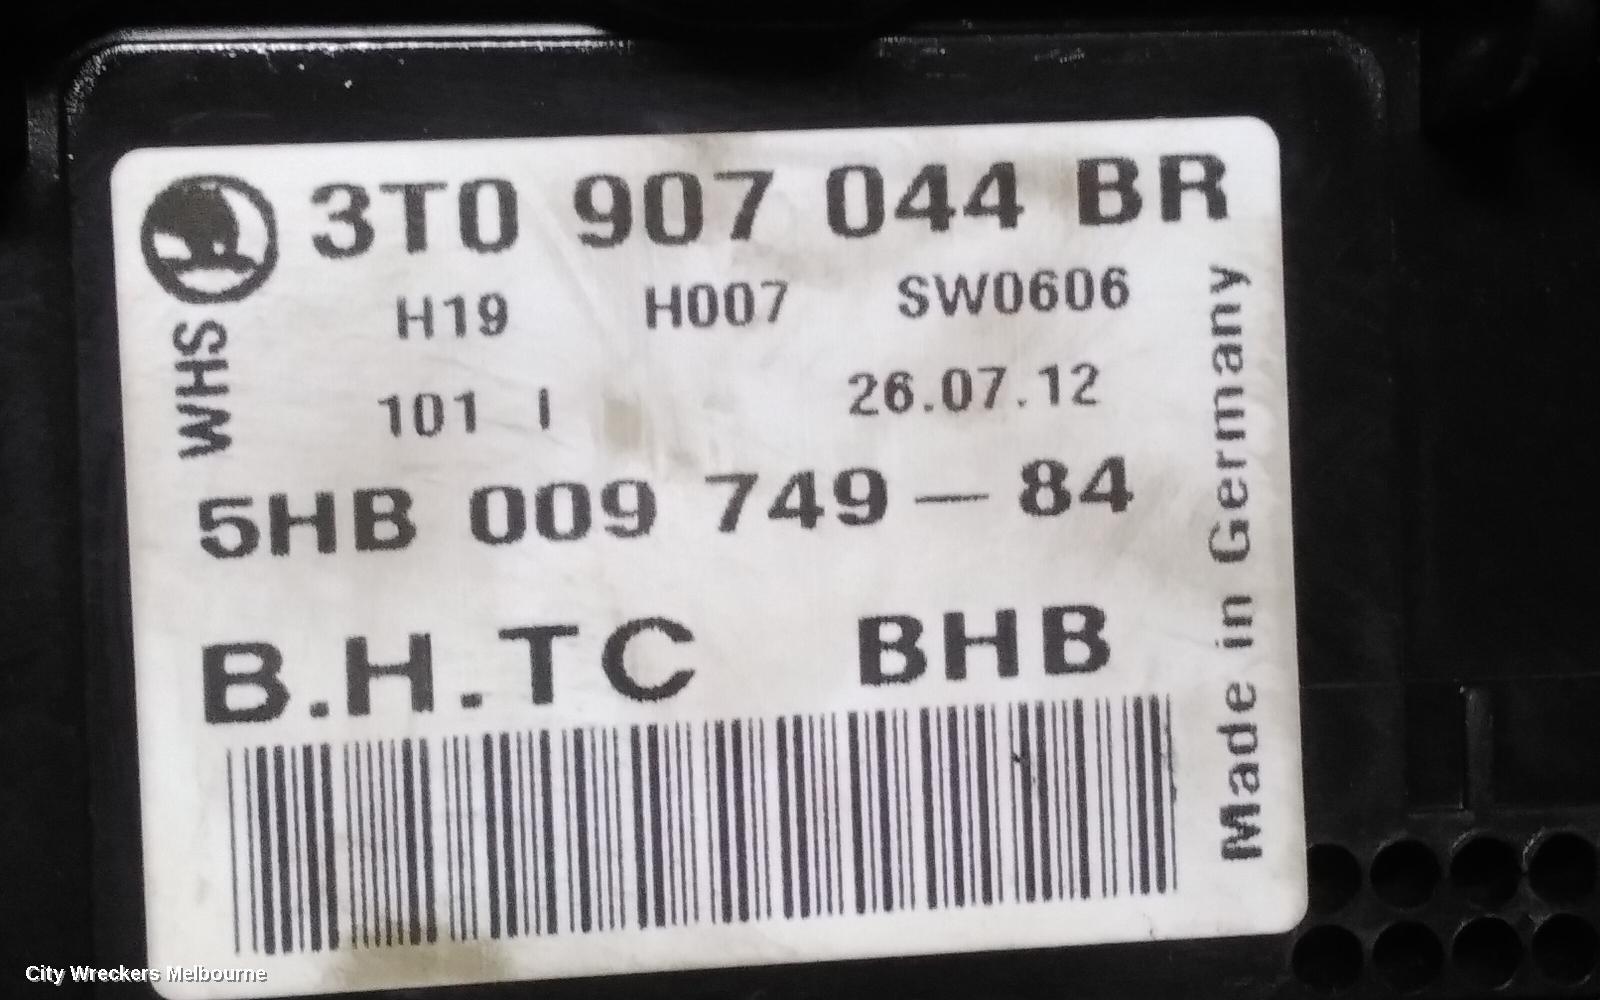 3T0 907 044 BR
H19 H007 SW0606
WHS
101 I 26.07.12
5HB 009 749-84
B.H.TC BHB
Made in Germany
City Wreckers Melbourne